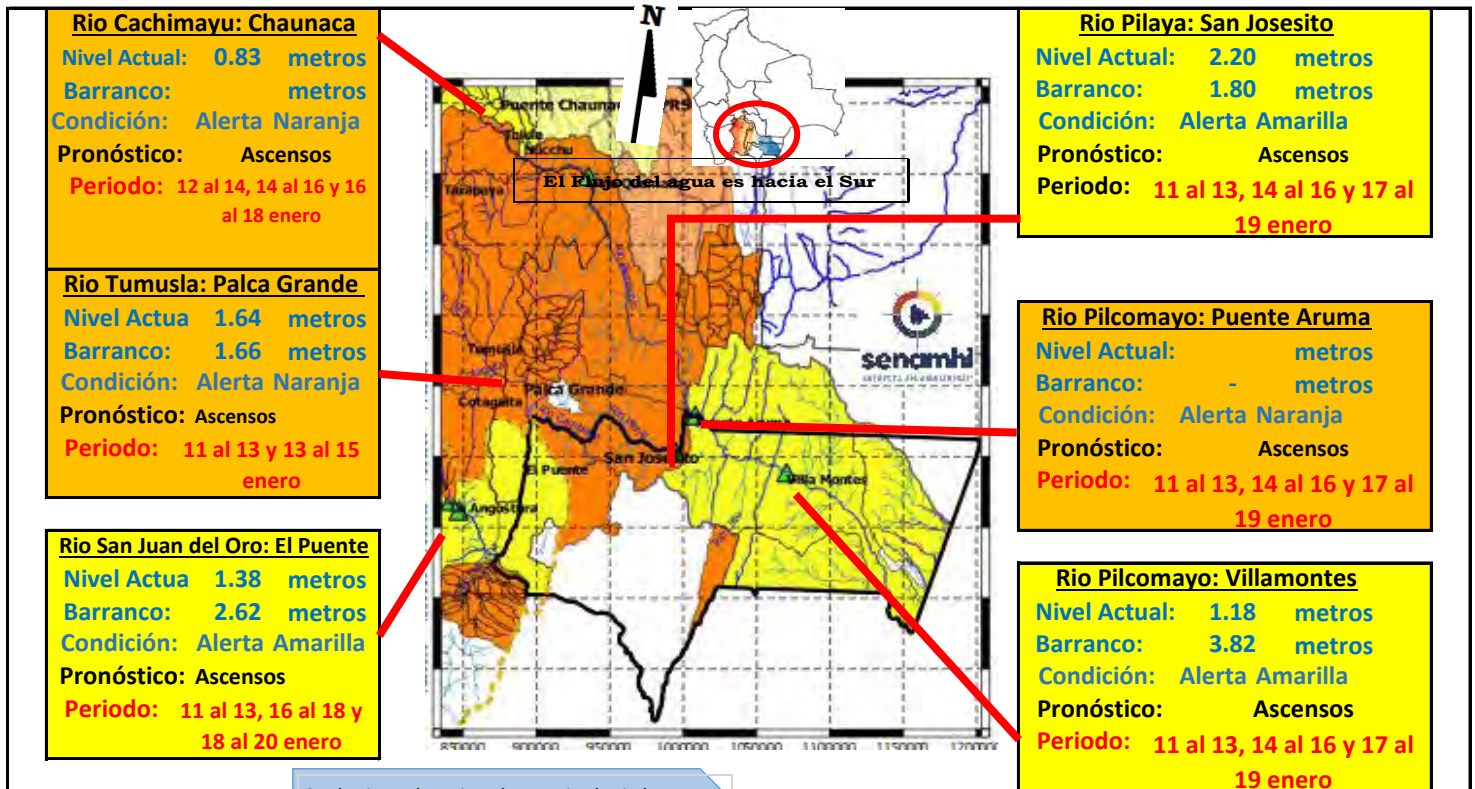 Rio Cachimayu: Chaunaca
Nivel Actual: 0.83 metros
Barranco: metros
Condición: Alerta Naranja
Pronóstico: Ascensos
Periodo: 12 al 14, 14 al 16 y 16
al 18 enero
Rio Tumusla: Palca Grande
Nivel Actua 1.64 metros
Barranco: 1.66 metros
Condición: Alerta Naranja
Pronóstico: Ascensos
Periodo: 11 al 13 y 13 al 15
enero
Rio San Juan del Oro: El Puente
Nivel Actua 1.38 metros
Barranco: 2.62 metros
Condición: Alerta Amarilla
Pronóstico: Ascensos
Periodo: 11 al 13, 16 al 18 y
18 al 20 enero
N
Puente Chauna
El Flujo del agua es hacia el Sur
Tarapaya
Tumusla
Palca Grande
Cotagaita
San Jose
El Puente
Villa Montes
Angostura
senamhi
900000 950000 1000000 1050000 1100000 1150000
Rio Pilaya: San Josesito
Nivel Actual: 2.20 metros
Barranco: 1.80 metros
Condición: Alerta Amarilla
Pronóstico: Ascensos
Periodo: 11 al 13, 14 al 16 y 17 al
19 enero
Rio Pilcomayo: Puente Aruma
Nivel Actual: metros
Barranco: - metros
Condición: Alerta Naranja
Pronóstico: Ascensos
Periodo: 11 al 13, 14 al 16 y 17 al
19 enero
Rio Pilcomayo: Villamontes
Nivel Actual: 1.18 metros
Barranco: 3.82 metros
Condición: Alerta Amarilla
Pronóstico: Ascensos
Periodo: 11 al 13, 14 al 16 y 17 al
19 enero